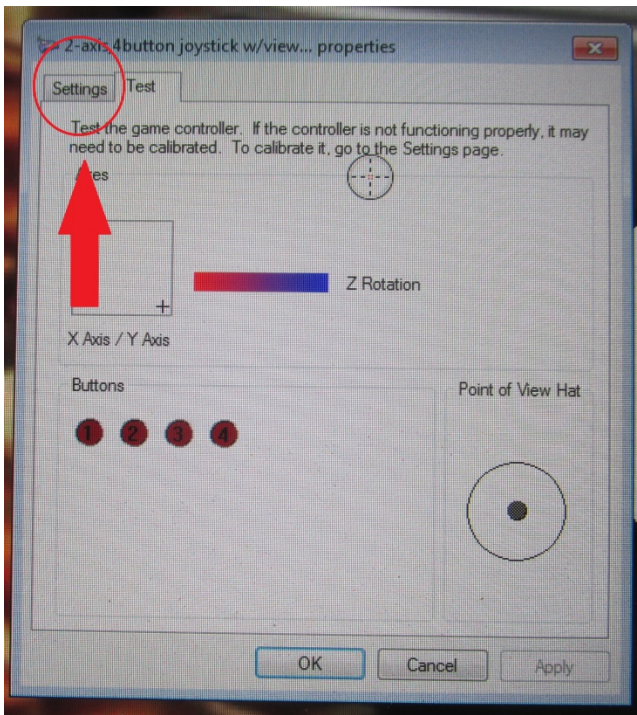 2-axis,4button joystick w/view... properties
Settings Test
Test the game controller. If the controller is not functioning properly, it may
need to be calibrated. To calibrate it, go to the Settings page.
Axes
Z Rotation
X Axis / Y Axis
Buttons
Point of View Hat
1 2 3 4
OK Cancel Apply